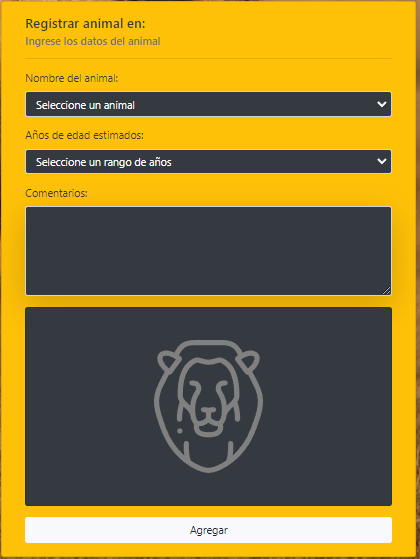 Registrar animal en:
Ingrese los datos del animal
Nombre del animal:
Seleccione un animal
Años de edad estimados:
Seleccione un rango de años
Comentarios:
Agregar